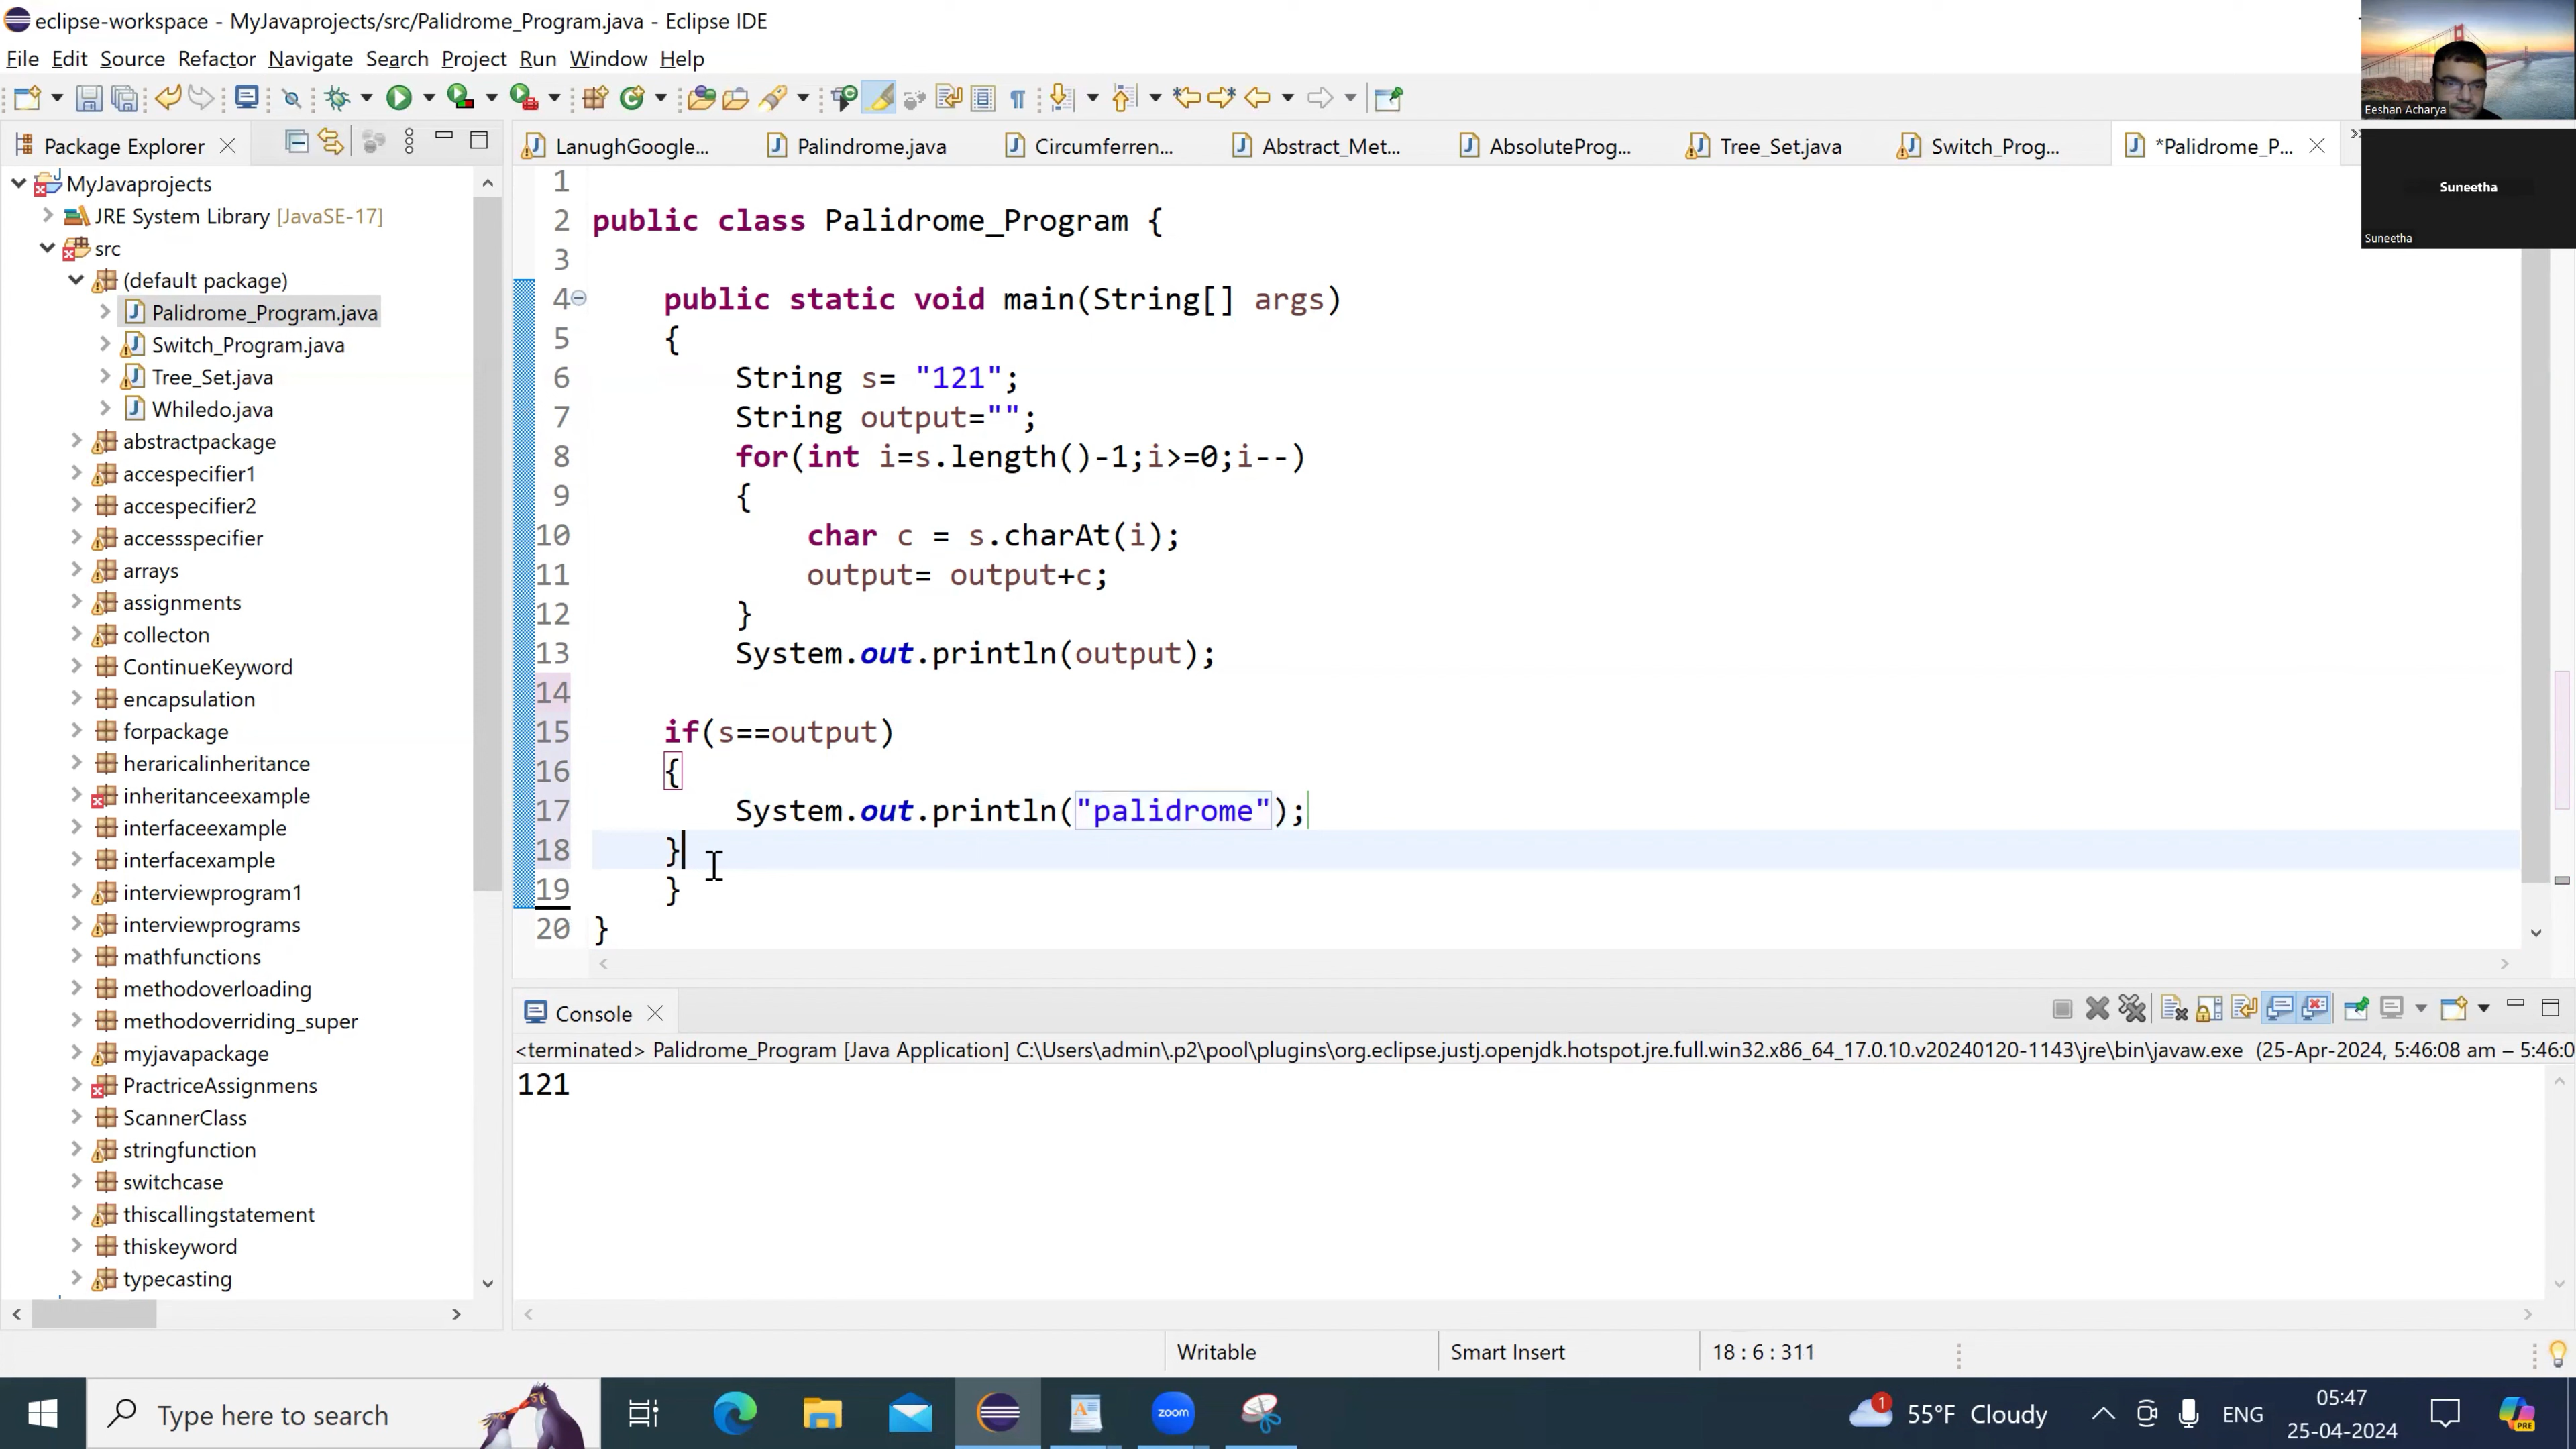 eclipse-workspace - MyJavaprojects/src/Palidrome_Program.java - Eclipse IDE
File Edit Source Refactor Navigate Search Project Run Window Help
Eeshan Acharya
Suneetha
Suneetha
Package Explorer
LanughGoogle...
Palindrome.java
Circumferren...
Abstract_Met...
AbsoluteProg...
Tree_Set.java
Switch_Prog...
*Palidrome_P...
MyJavaprojects
JRE System Library [JavaSE-17]
src
(default package)
Palidrome_Program.java
Switch_Program.java
Tree_Set.java
Whiledo.java
abstractpackage
accespecifier1
accespecifier2
accessspecifier
arrays
assignments
collecton
ContinueKeyword
encapsulation
forpackage
heraricalinheritance
inheritanceexample
interfaceexample
interfacexample
interviewprogram1
interviewprograms
mathfunctions
methodoverloading
methodoverriding_super
myjavapackage
PractriceAssignmens
ScannerClass
stringfunction
switchcase
thiscallingstatement
thiskeyword
typecasting
1
2 public class Palidrome_Program {
3
4 public static void main(String[] args)
5 {
6 String s= "121";
7 String output="";
8 for(int i=s.length()-1;i>=0;i--)
9 {
10 char c = s.charAt(i);
11 output= output+c;
12 }
13 System.out.println(output);
14
15 if(s==output)
16 {
17 System.out.println("palidrome");
18 }
19 }
20 }
Console
<terminated> Palidrome_Program [Java Application] C:\Users\admin\.p2\pool\plugins\org.eclipse.justj.openjdk.hotspot.jre.full.win32.x86_64_17.0.10.v20240120-1143\jre\bin\javaw.exe (25-Apr-2024, 5:46:08 am – 5:46:0
121
Writable
Smart Insert
18 : 6 : 311
Type here to search
zoom
1
55°F Cloudy
ENG
05:47
25-04-2024
PRE